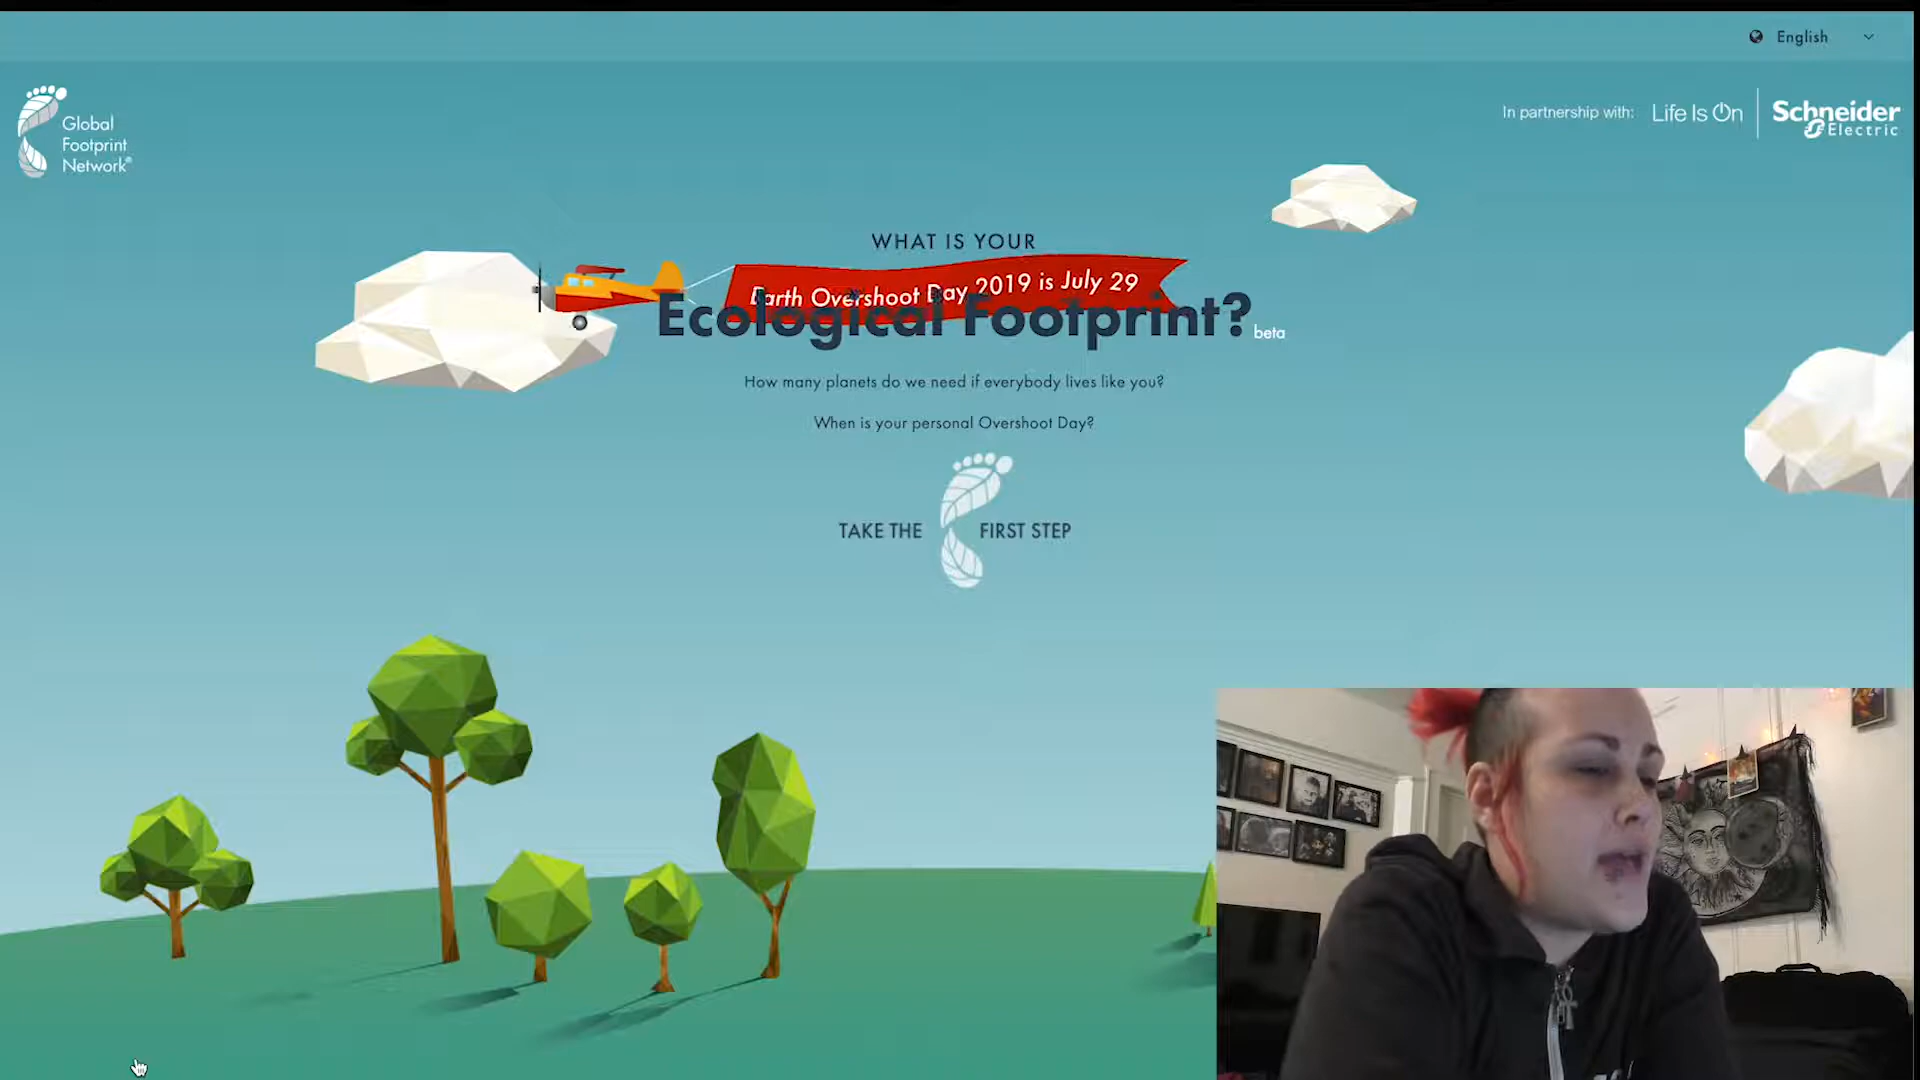 English
Global
Footprint
Network®
In partnership with: Life Is On Schneider
Electric
WHAT IS YOUR
Earth Overshoot Day 2019 is July 29
Ecological Footprint? beta
How many planets do we need if everybody lives like you?
When is your personal Overshoot Day?
TAKE THE FIRST STEP